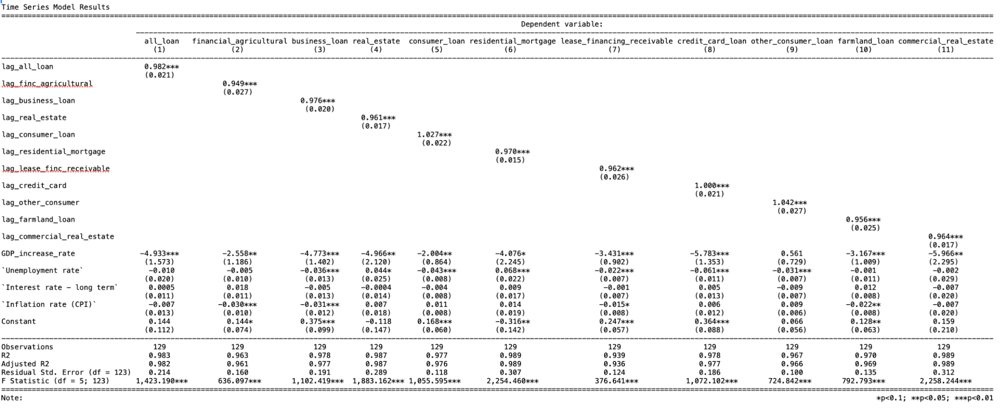 Time Series Model Results
================================================================================
Dependent variable:
--------------------------------------------------------------------------------
all_loan financial_agricultural business_loan real_estate consumer_loan residential_mortgage lease_financing_receivable credit_card_loan other_consumer_loan farmland_loan commercial_real_estate
(1) (2) (3) (4) (5) (6) (7) (8) (9) (10) (11)
--------------------------------------------------------------------------------
lag_all_loan 0.982***
(0.021)
lag_finc_agricultural 0.949***
(0.027)
lag_business_loan 0.976***
(0.020)
lag_real_estate 0.961***
(0.017)
lag_consumer_loan 1.027***
(0.022)
lag_residential_mortgage 0.970***
(0.015)
lag_lease_finc_receivable 0.962***
(0.026)
lag_credit_card 1.000***
(0.021)
lag_other_consumer 1.042***
(0.027)
lag_farmland_loan 0.956***
(0.025)
lag_commercial_real_estate 0.964***
(0.017)
GDP_increase_rate -4.933*** -2.558** -4.773*** -4.966** -2.004** -4.076* -3.431*** -5.783*** 0.561 -3.167*** -5.966**
(1.573) (1.186) (1.402) (2.120) (0.864) (2.245) (0.902) (1.353) (0.729) (1.009) (2.295)
`Unemployment rate` -0.010 -0.005 -0.036*** 0.044* -0.043*** 0.068*** -0.022*** -0.061*** -0.031*** -0.001 -0.002
(0.020) (0.010) (0.013) (0.025) (0.008) (0.022) (0.007) (0.011) (0.007) (0.011) (0.029)
`Interest rate - long term` 0.0005 0.018 -0.005 -0.0004 -0.004 0.009 -0.001 0.005 -0.009 0.012 -0.007
(0.011) (0.011) (0.013) (0.014) (0.008) (0.017) (0.007) (0.013) (0.007) (0.008) (0.020)
`Inflation rate (CPI)` -0.007 -0.030*** -0.031*** 0.007 0.011 0.014 -0.015* 0.006 0.009 -0.022** -0.007
(0.013) (0.010) (0.012) (0.018) (0.008) (0.019) (0.008) (0.012) (0.006) (0.008) (0.020)
Constant 0.144 0.144* 0.375*** -0.118 0.168*** -0.316** 0.247*** 0.364*** 0.066 0.128** 0.159
(0.112) (0.074) (0.099) (0.147) (0.060) (0.142) (0.057) (0.088) (0.056) (0.063) (0.210)
--------------------------------------------------------------------------------
Observations 129 129 129 129 129 129 129 129 129 129 129
R2 0.983 0.963 0.978 0.987 0.977 0.989 0.939 0.978 0.967 0.970 0.989
Adjusted R2 0.982 0.961 0.977 0.987 0.976 0.989 0.936 0.977 0.966 0.969 0.989
Residual Std. Error (df = 123) 0.214 0.160 0.191 0.289 0.118 0.307 0.124 0.186 0.100 0.135 0.312
F Statistic (df = 5; 123) 1,423.190*** 636.097*** 1,102.419*** 1,883.162*** 1,055.595*** 2,254.460*** 376.641*** 1,072.102*** 724.842*** 792.793*** 2,258.244***
================================================================================
Note: *p<0.1; **p<0.05; ***p<0.01